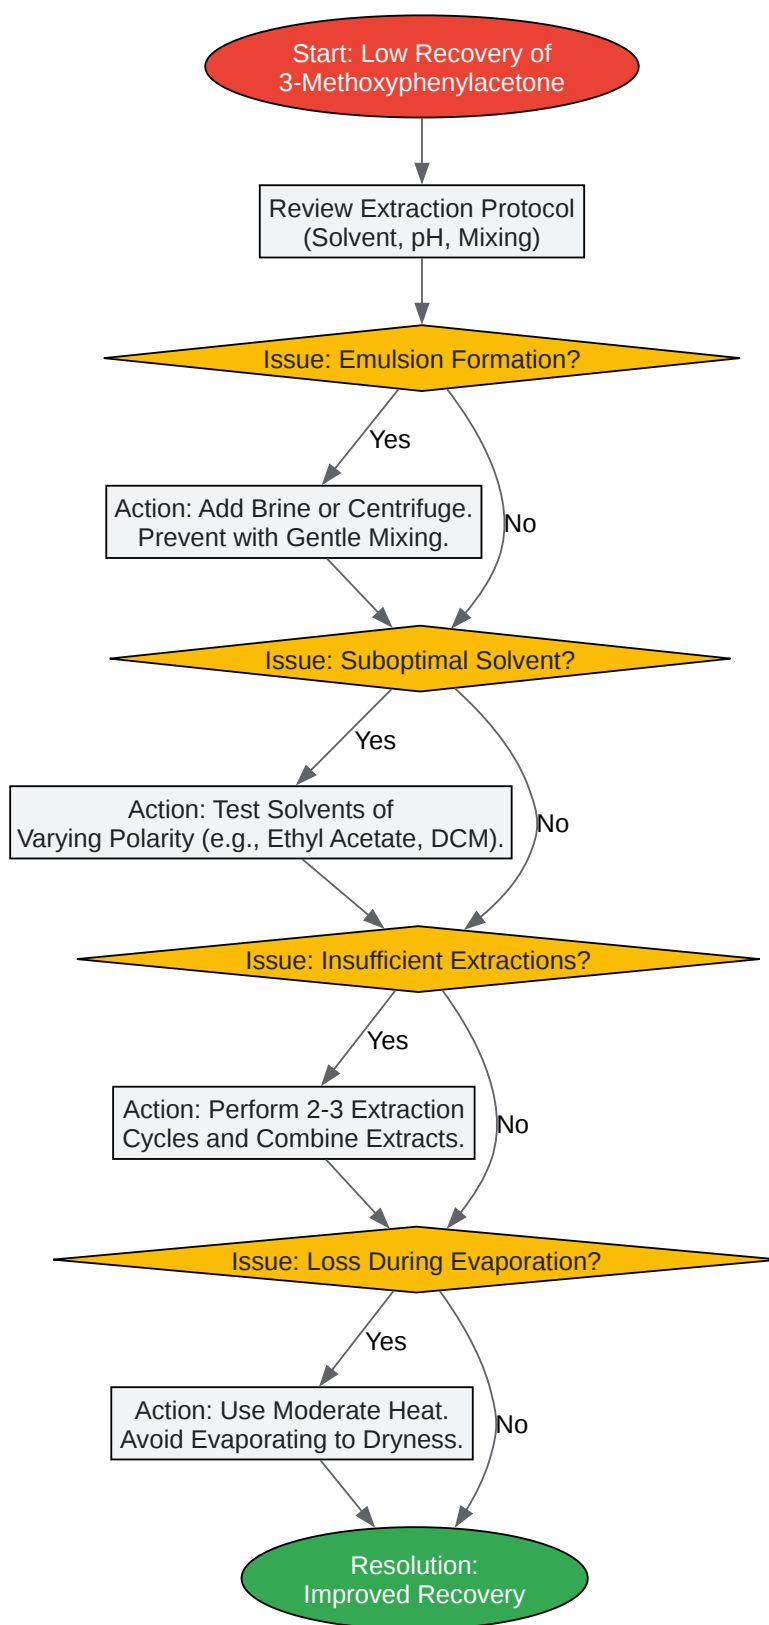 Start: Low Recovery of
3-Methoxyphenylacetone
Review Extraction Protocol
(Solvent, pH, Mixing)
Issue: Emulsion Formation?
Yes
Action: Add Brine or Centrifuge.
Prevent with Gentle Mixing.
No
Issue: Suboptimal Solvent?
Yes
Action: Test Solvents of
Varying Polarity (e.g., Ethyl Acetate, DCM).
No
Issue: Insufficient Extractions?
Yes
Action: Perform 2-3 Extraction
Cycles and Combine Extracts.
No
Issue: Loss During Evaporation?
Yes
Action: Use Moderate Heat.
Avoid Evaporating to Dryness.
No
Resolution:
Improved Recovery